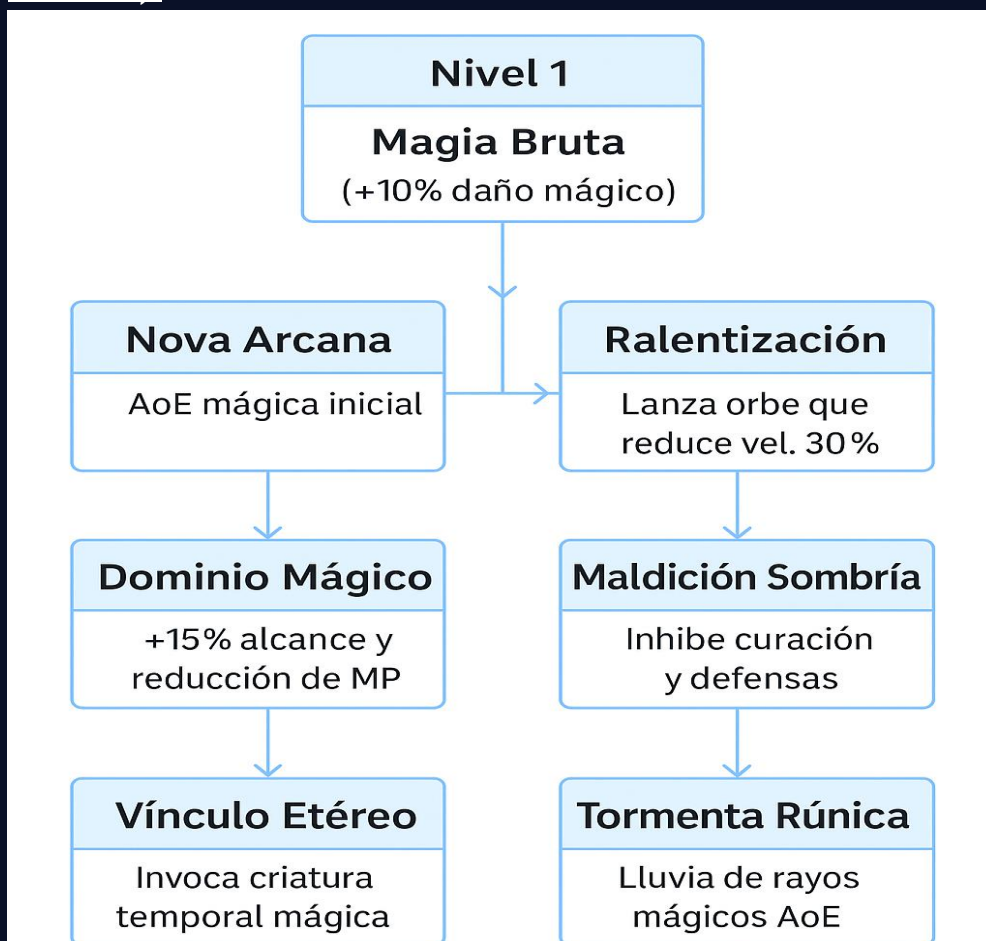 Nivel 1
Magia Bruta
(+10% daño mágico)
Nova Arcana
AoE mágica inicial
Ralentización
Lanza orbe que
reduce vel. 30%
Dominio Mágico
+15% alcance y
reducción de MP
Maldición Sombría
Inhibe curación
y defensas
Vínculo Etéreo
Invoca criatura
temporal mágica
Tormenta Rúnica
Lluvia de rayos
mágicos AoE